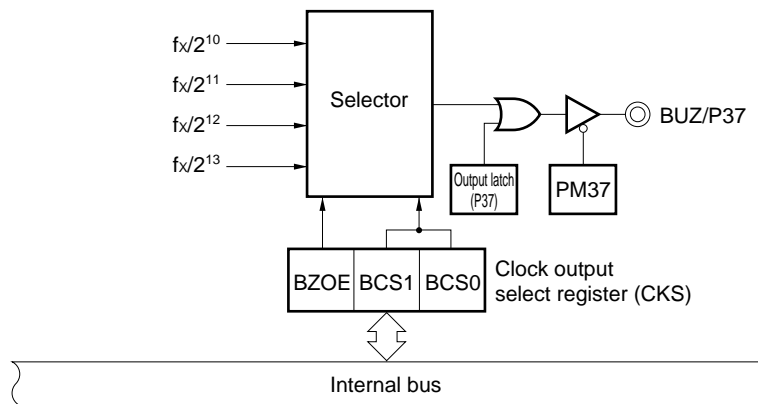 fX/2¹⁰
fX/2¹¹
fX/2¹²
fX/2¹³
Selector
BUZ/P37
Output latch
(P37)
PM37
BZOE BCS1 BCS0
Clock output
select register (CKS)
Internal bus